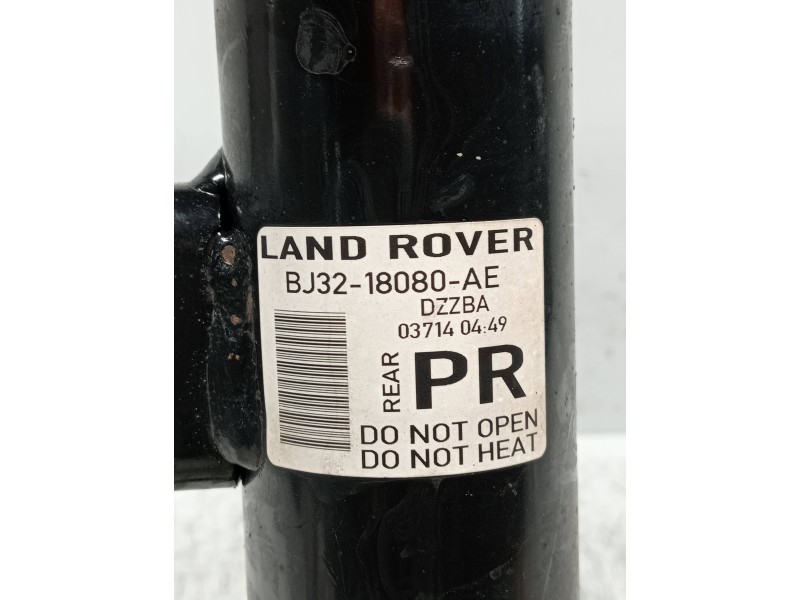 LAND ROVER
BJ32-18080-AE
DZZBA
03714 04:49
REAR
PR
DO NOT OPEN
DO NOT HEAT